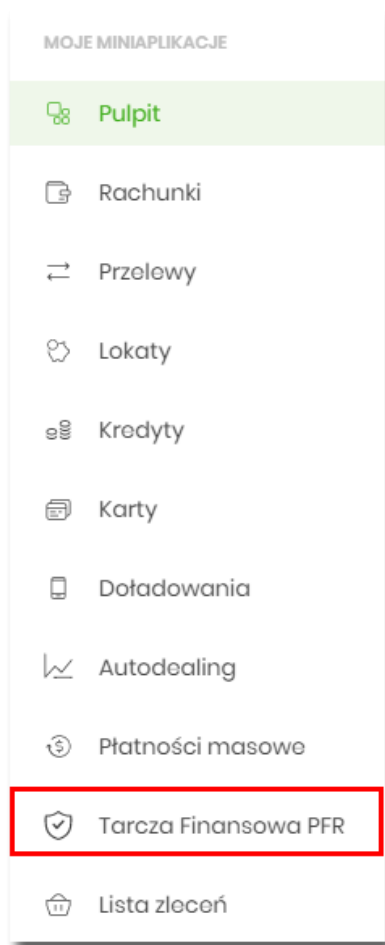 MOJE MINIAPLIKACJE
Pulpit
Rachunki
Przelewy
Lokaty
Kredyty
Karty
Doładowania
Autodealing
Płatności masowe
Tarcza Finansowa PFR
Lista zleceń